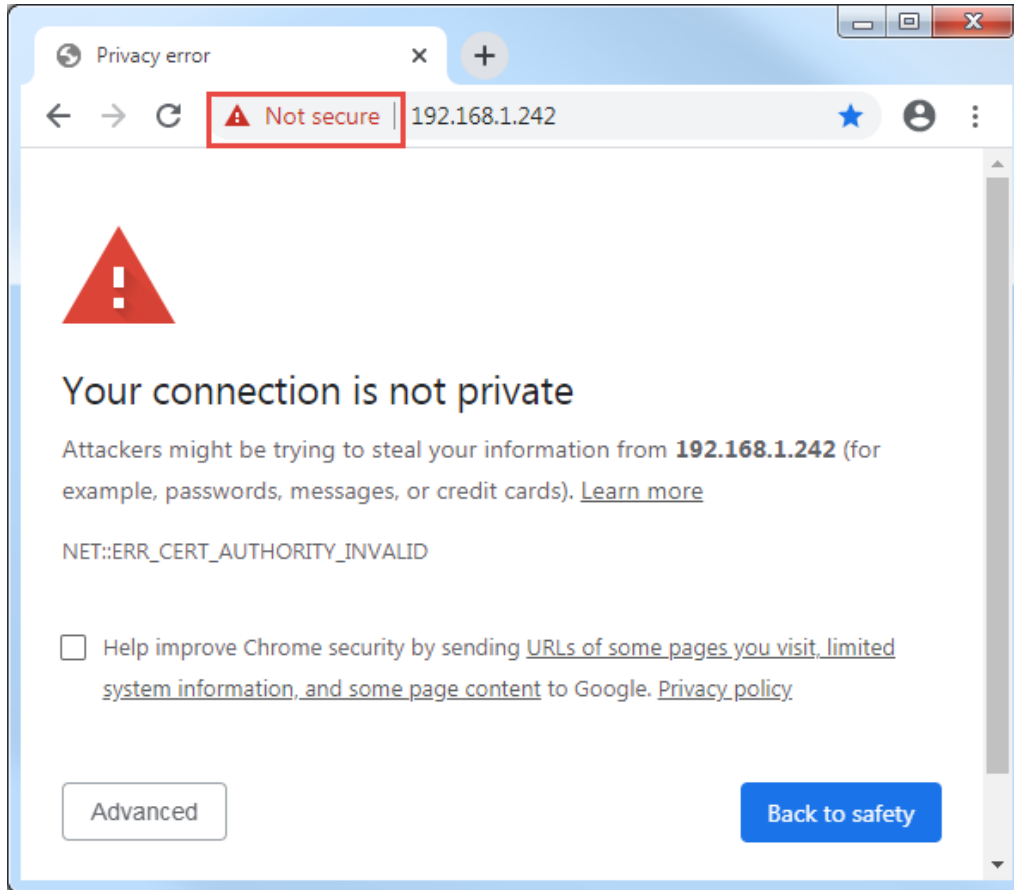 Privacy error
Not secure 192.168.1.242
Your connection is not private
Attackers might be trying to steal your information from 192.168.1.242 (for
example, passwords, messages, or credit cards). Learn more
NET::ERR_CERT_AUTHORITY_INVALID
Help improve Chrome security by sending URLs of some pages you visit, limited
system information, and some page content to Google. Privacy policy
Advanced Back to safety